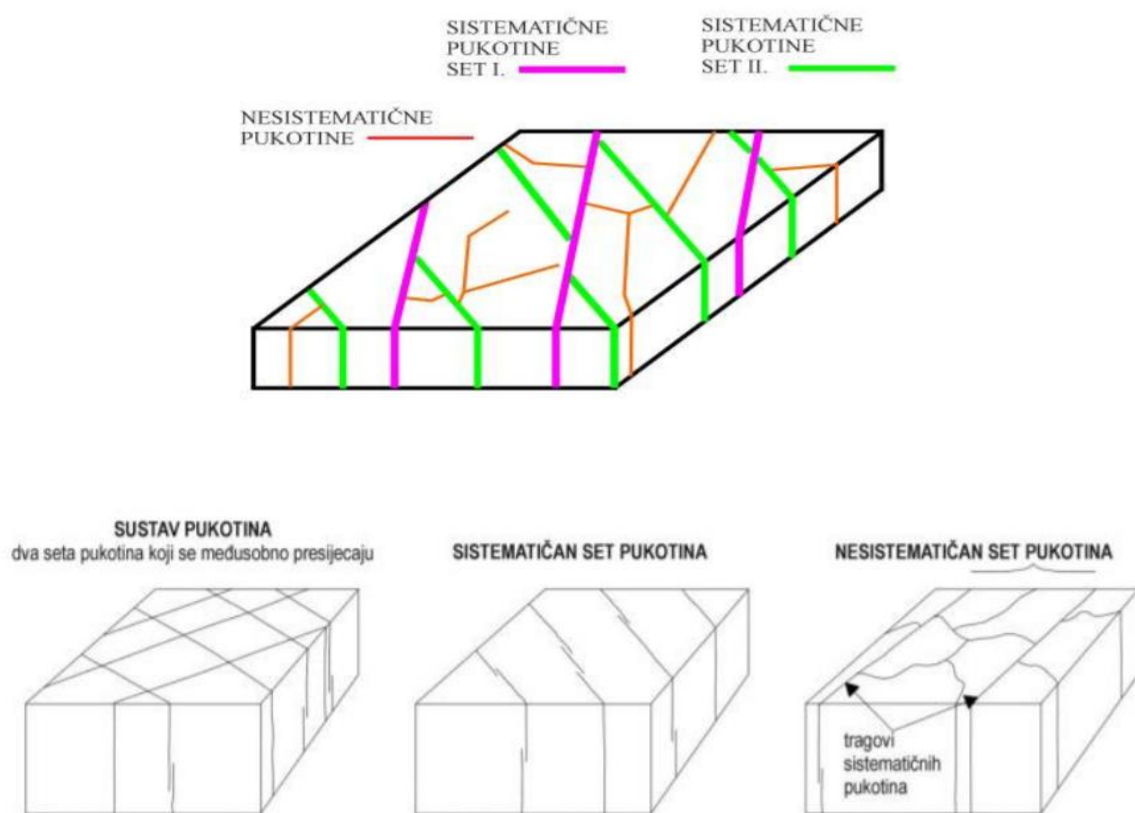 SISTEMATIČNE
PUKOTINE
SET I.
SISTEMATIČNE
PUKOTINE
SET II.
NESISTEMATIČNE
PUKOTINE
SUSTAV PUKOTINA
dva seta pukotina koji se međusobno presijecaju
SISTEMATIČAN SET PUKOTINA
NESISTEMATIČAN SET PUKOTINA
tragovi
sistematičnih
pukotina